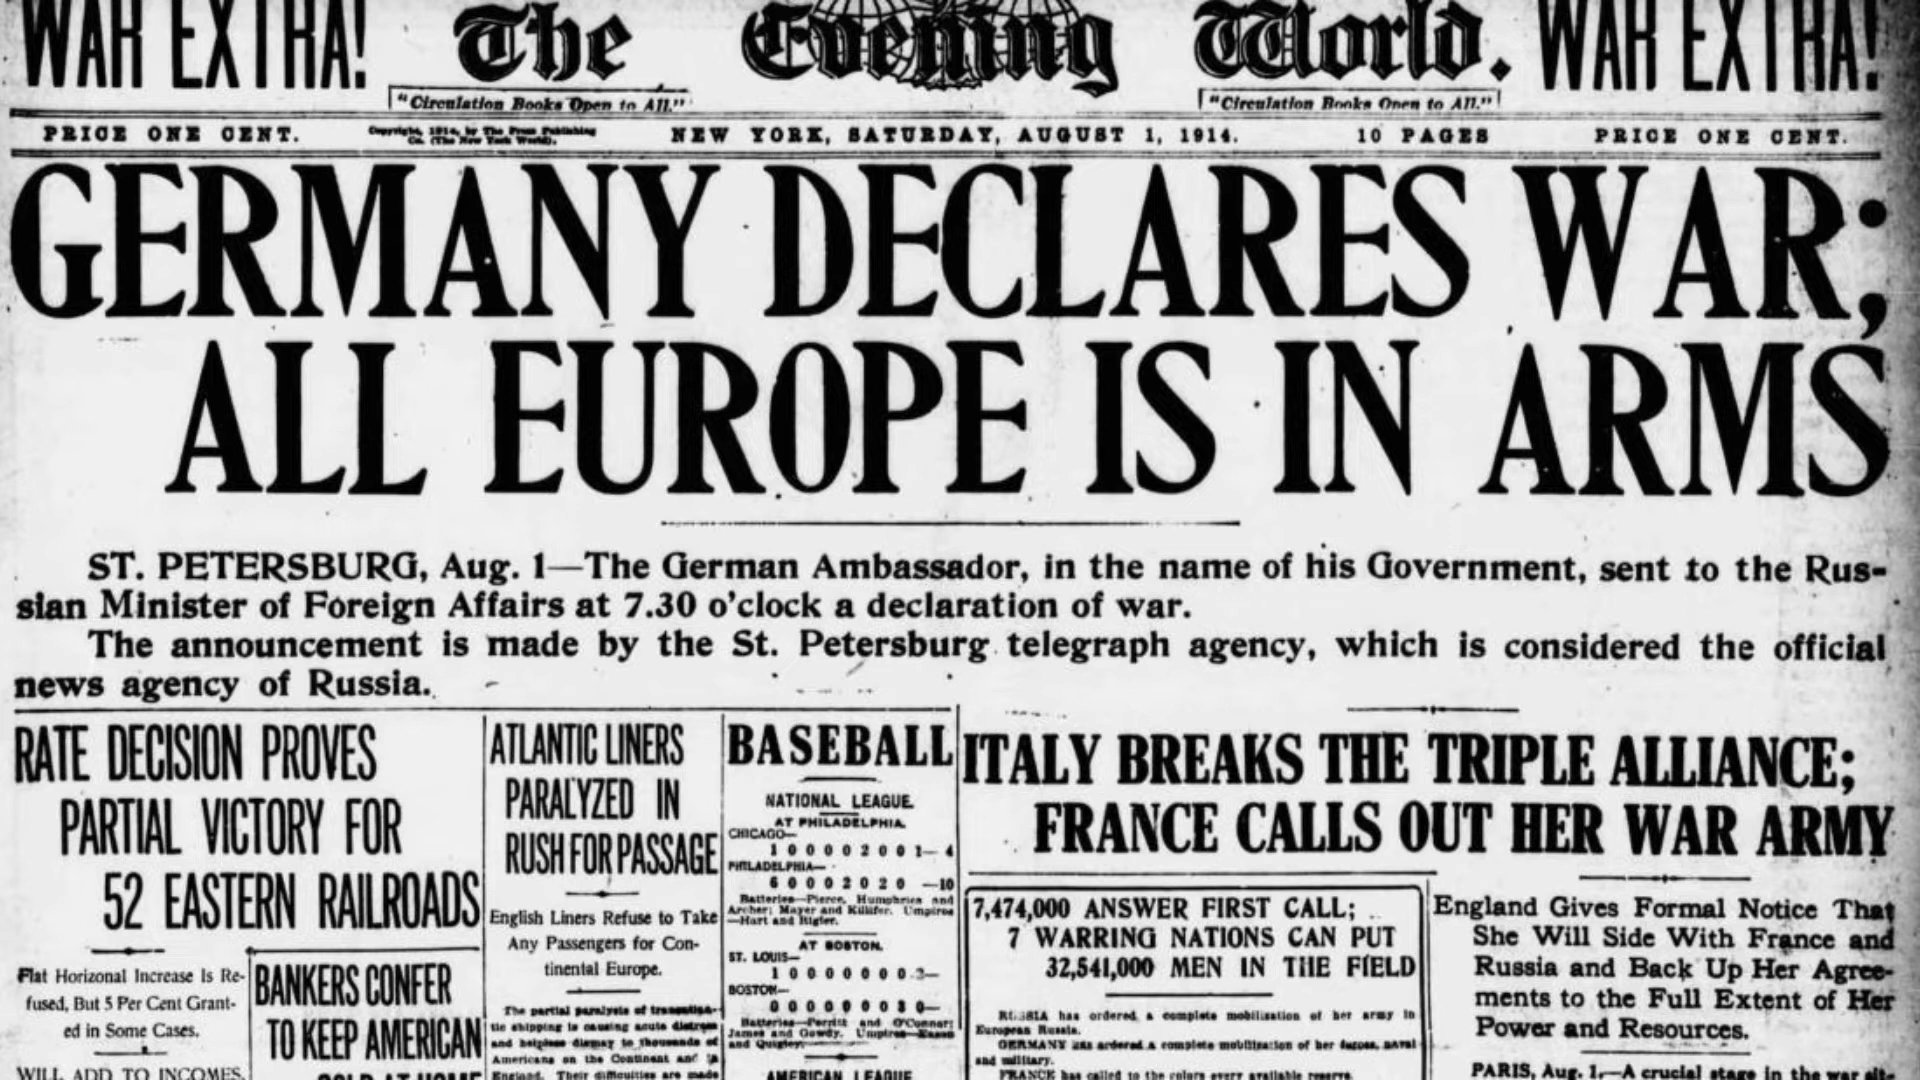 WAR EXTRA! The Evening World. WAR EXTRA!
"Circulation Books Open to All."
"Circulation Books Open to All."
PRICE ONE CENT. Copyright, 1914, by The Press Publishing Co. (The New York World). NEW YORK, SATURDAY, AUGUST 1, 1914. 10 PAGES PRICE ONE CENT.
GERMANY DECLARES WAR;
ALL EUROPE IS IN ARMS
ST. PETERSBURG, Aug. 1—The German Ambassador, in the name of his Government, sent to the Rus-
sian Minister of Foreign Affairs at 7.30 o'clock a declaration of war.
The announcement is made by the St. Petersburg telegraph agency, which is considered the official
news agency of Russia.
RATE DECISION PROVES
PARTIAL VICTORY FOR
52 EASTERN RAILROADS
Flat Horizonal Increase Is Re-
fused, But 5 Per Cent Grant-
ed in Some Cases.
WILL ADD TO INCOMES.
BANKERS CONFER
TO KEEP AMERICAN
GOLD AT HOME
ATLANTIC LINERS
PARALYZED IN
RUSH FOR PASSAGE
English Liners Refuse to Take
Any Passengers for Con-
tinental Europe.
The partial paralysis of transatlan-
tic shipping is causing acute distress
and helpless dismay to thousands of
Americans on the Continent and in
England. Their difficulties are made
BASEBALL
NATIONAL LEAGUE.
AT PHILADELPHIA.
CHICAGO—
1 0 0 0 0 2 0 0 1— 4
PHILADELPHIA—
6 0 0 0 2 0 2 0 —10
Batteries—Pierce, Humphries and
Archer; Mayer and Killifer. Umpires
—Hart and Rigler.
AT BOSTON.
ST. LOUIS—
1 0 0 0 0 0 0 0
BOSTON—
0 0 0 0 0 0 0 0
Batteries—Perritt and O'Connor;
James and Gowdy. Umpires—Eason
and Quigley.
AMERICAN LEAGUE.
ITALY BREAKS THE TRIPLE ALLIANCE;
FRANCE CALLS OUT HER WAR ARMY
7,474,000 ANSWER FIRST CALL;
7 WARRING NATIONS CAN PUT
32,541,000 MEN IN THE FIELD
RUSSIA has ordered a complete mobilization of her army in
European Russia.
GERMANY has ordered a complete mobilization of her forces, naval
and military.
FRANCE has called to the colors every available reserve.
England Gives Formal Notice That
She Will Side With France and
Russia and Back Up Her Agree-
ments to the Full Extent of Her
Power and Resources.
PARIS, Aug. 1.—A crucial stage in the war sit-